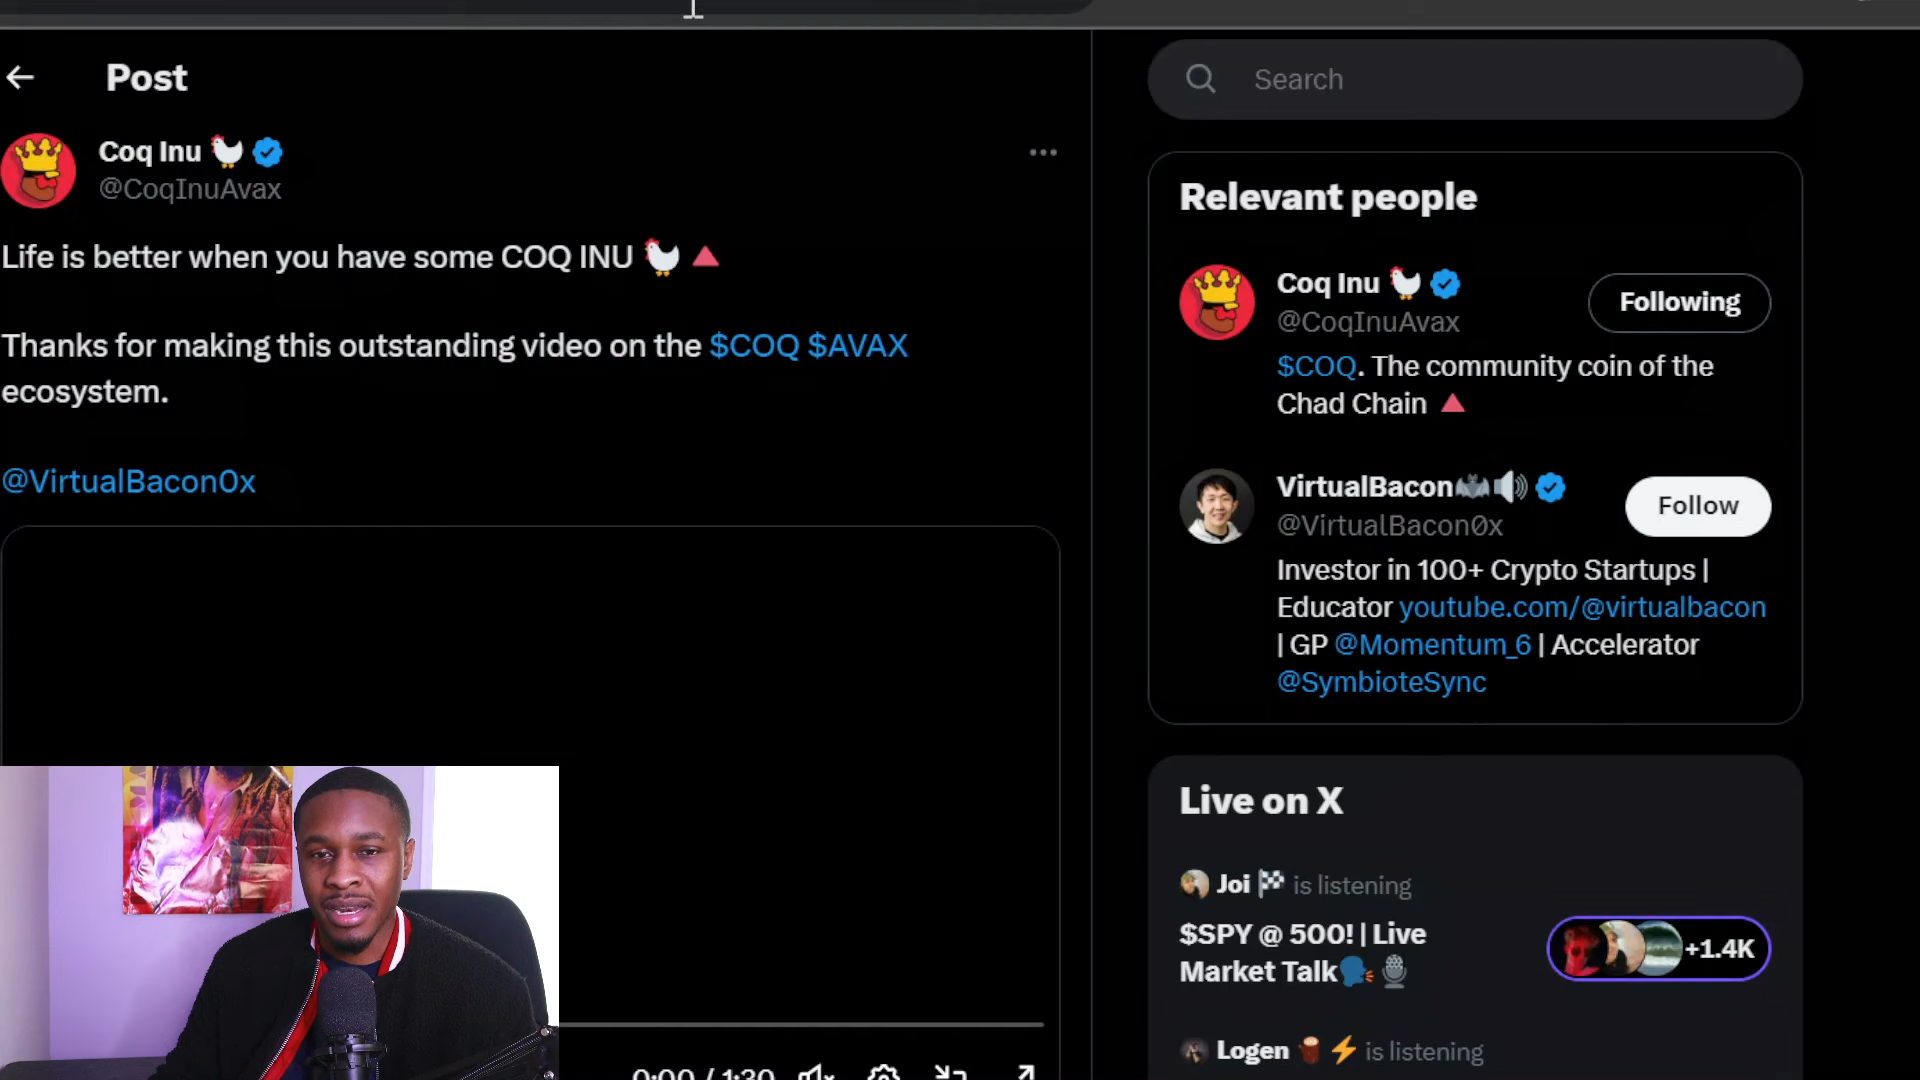 Post
Search
Coq Inu
@CoqInuAvax
Life is better when you have some COQ INU
Thanks for making this outstanding video on the $COQ $AVAX
ecosystem.
@VirtualBacon0x
0:00 / 1:30
Relevant people
Coq Inu
@CoqInuAvax
Following
$COQ. The community coin of the
Chad Chain
VirtualBacon
@VirtualBacon0x
Follow
Investor in 100+ Crypto Startups |
Educator youtube.com/@virtualbacon
| GP @Momentum_6 | Accelerator
@SymbioteSync
Live on X
Joi is listening
$SPY @ 500! | Live
Market Talk
+1.4K
Logen is listening